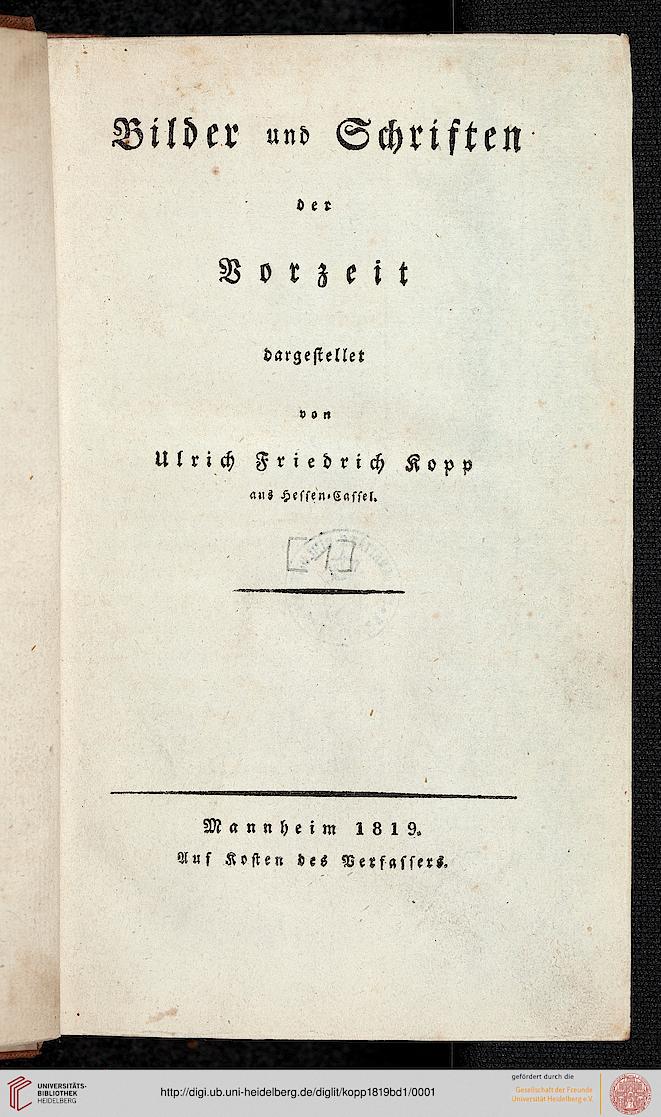 Bilder und Schriften
der
Vorzeit
dargestellet
von
Ulrich Friedrich Kopp
aus Hessen-Cassel.
[1]
Mannheim 1819.
Auf Kosten des Verfassers.
UNIVERSITÄTS-
BIBLIOTHEK
HEIDELBERG
http://digi.ub.uni-heidelberg.de/diglit/kopp1819bd1/0001
gefördert durch die
Gesellschaft der Freunde
Universität Heidelberg e.V.